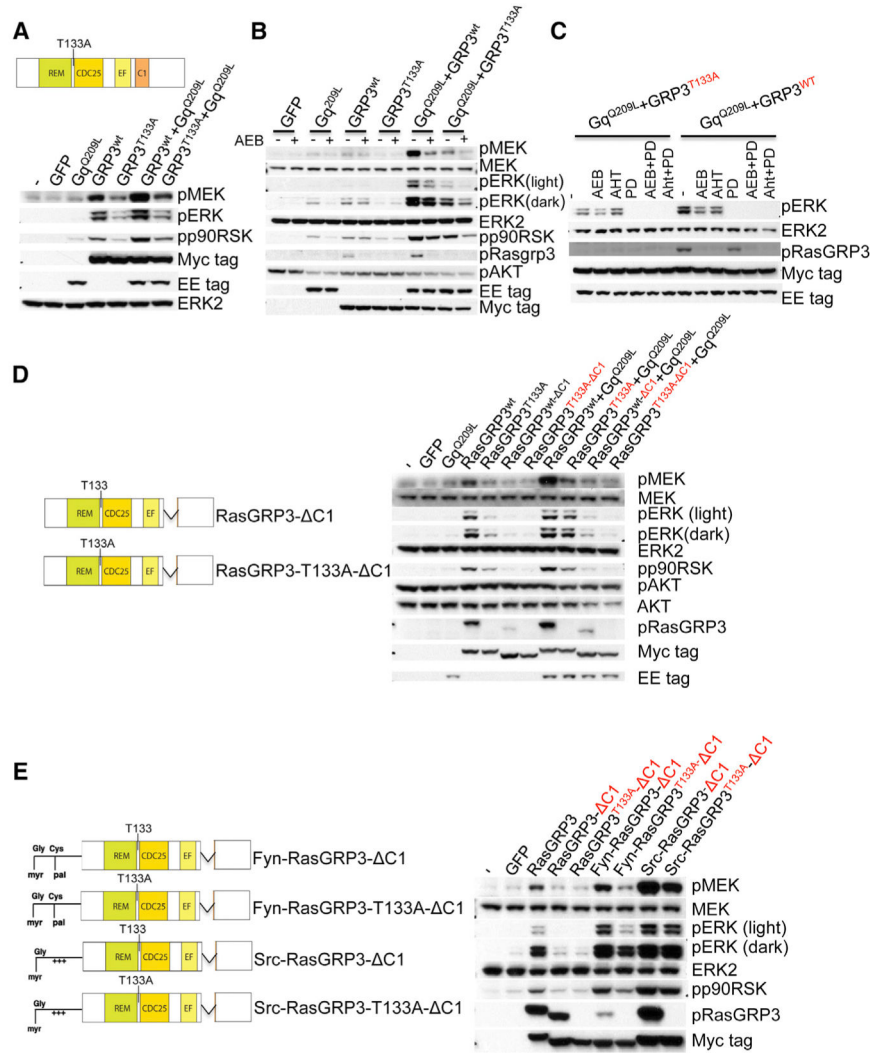 A
T133A
REM CDC25 EF C1
- GFP GqQ209L GRP3wt GRP3T133A GRP3wt+GqQ209L GRP3T133A+GqQ209L
pMEK
pERK
pp90RSK
Myc tag
EE tag
ERK2
B
GFP Gq209L GRP3wt GRP3T133A GqQ209L+GRP3wt GqQ209L+GRP3T133A
AEB - + - + - + - + - + - +
pMEK
MEK
pERK(light)
pERK(dark)
ERK2
pp90RSK
pRasgrp3
pAKT
EE tag
Myc tag
C
GqQ209L+GRP3T133A GqQ209L+GRP3WT
- AEB AHT PD AEB+PD Aht+PD - AEB AHT PD AEB+PD Aht+PD
pERK
ERK2
pRasGRP3
Myc tag
EE tag
D
T133
REM CDC25 EF
RasGRP3-ΔC1
T133A
REM CDC25 EF
RasGRP3-T133A-ΔC1
- GFP GqQ209L RasGRP3wt RasGRP3T133A RasGRP3wt-ΔC1 RasGRP3T133A-ΔC1 RasGRP3wt+GqQ209L RasGRP3T133A+GqQ209L RasGRP3wt-ΔC1+GqQ209L RasGRP3T133A-ΔC1+GqQ209L
pMEK
MEK
pERK (light)
pERK(dark)
ERK2
pp90RSK
pAKT
AKT
pRasGRP3
Myc tag
EE tag
E
T133
Gly Cys
REM CDC25 EF
myr pal
Fyn-RasGRP3-ΔC1
T133A
Gly Cys
REM CDC25 EF
myr pal
Fyn-RasGRP3-T133A-ΔC1
T133
Gly +++
REM CDC25 EF
myr
Src-RasGRP3-ΔC1
T133A
Gly +++
REM CDC25 EF
myr
Src-RasGRP3-T133A-ΔC1
- GFP RasGRP3 RasGRP3-ΔC1 RasGRP3T133A-ΔC1 Fyn-RasGRP3-ΔC1 Fyn-RasGRP3T133A-ΔC1 Src-RasGRP3-ΔC1 Src-RasGRP3T133A-ΔC1
pMEK
MEK
pERK (light)
pERK (dark)
ERK2
pp90RSK
pRasGRP3
Myc tag